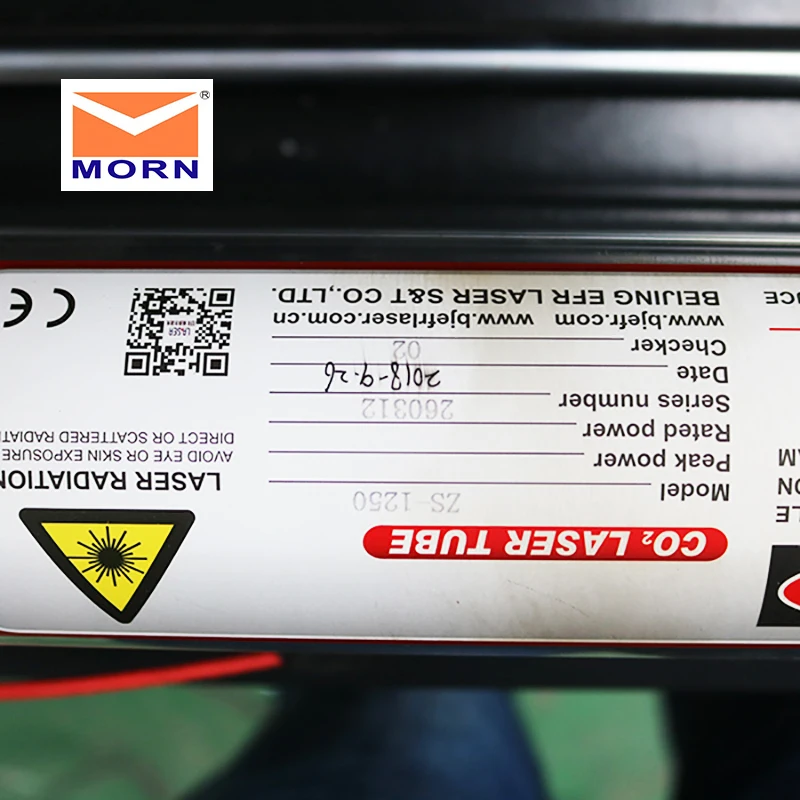 MORN®
CO₂ LASER TUBE
Model ZS-1250
Peak power
Rated power
Series number 260312
Date 2018-9.26
Checker 02
www.bjefr.com www.bjefrlaser.com.cn
BEIJING EFR LASER S&T CO.,LTD.
LASER RADIATION
AVOID EYE OR SKIN EXPOSURE
DIRECT OR SCATTERED RADIATI
LASER
CE